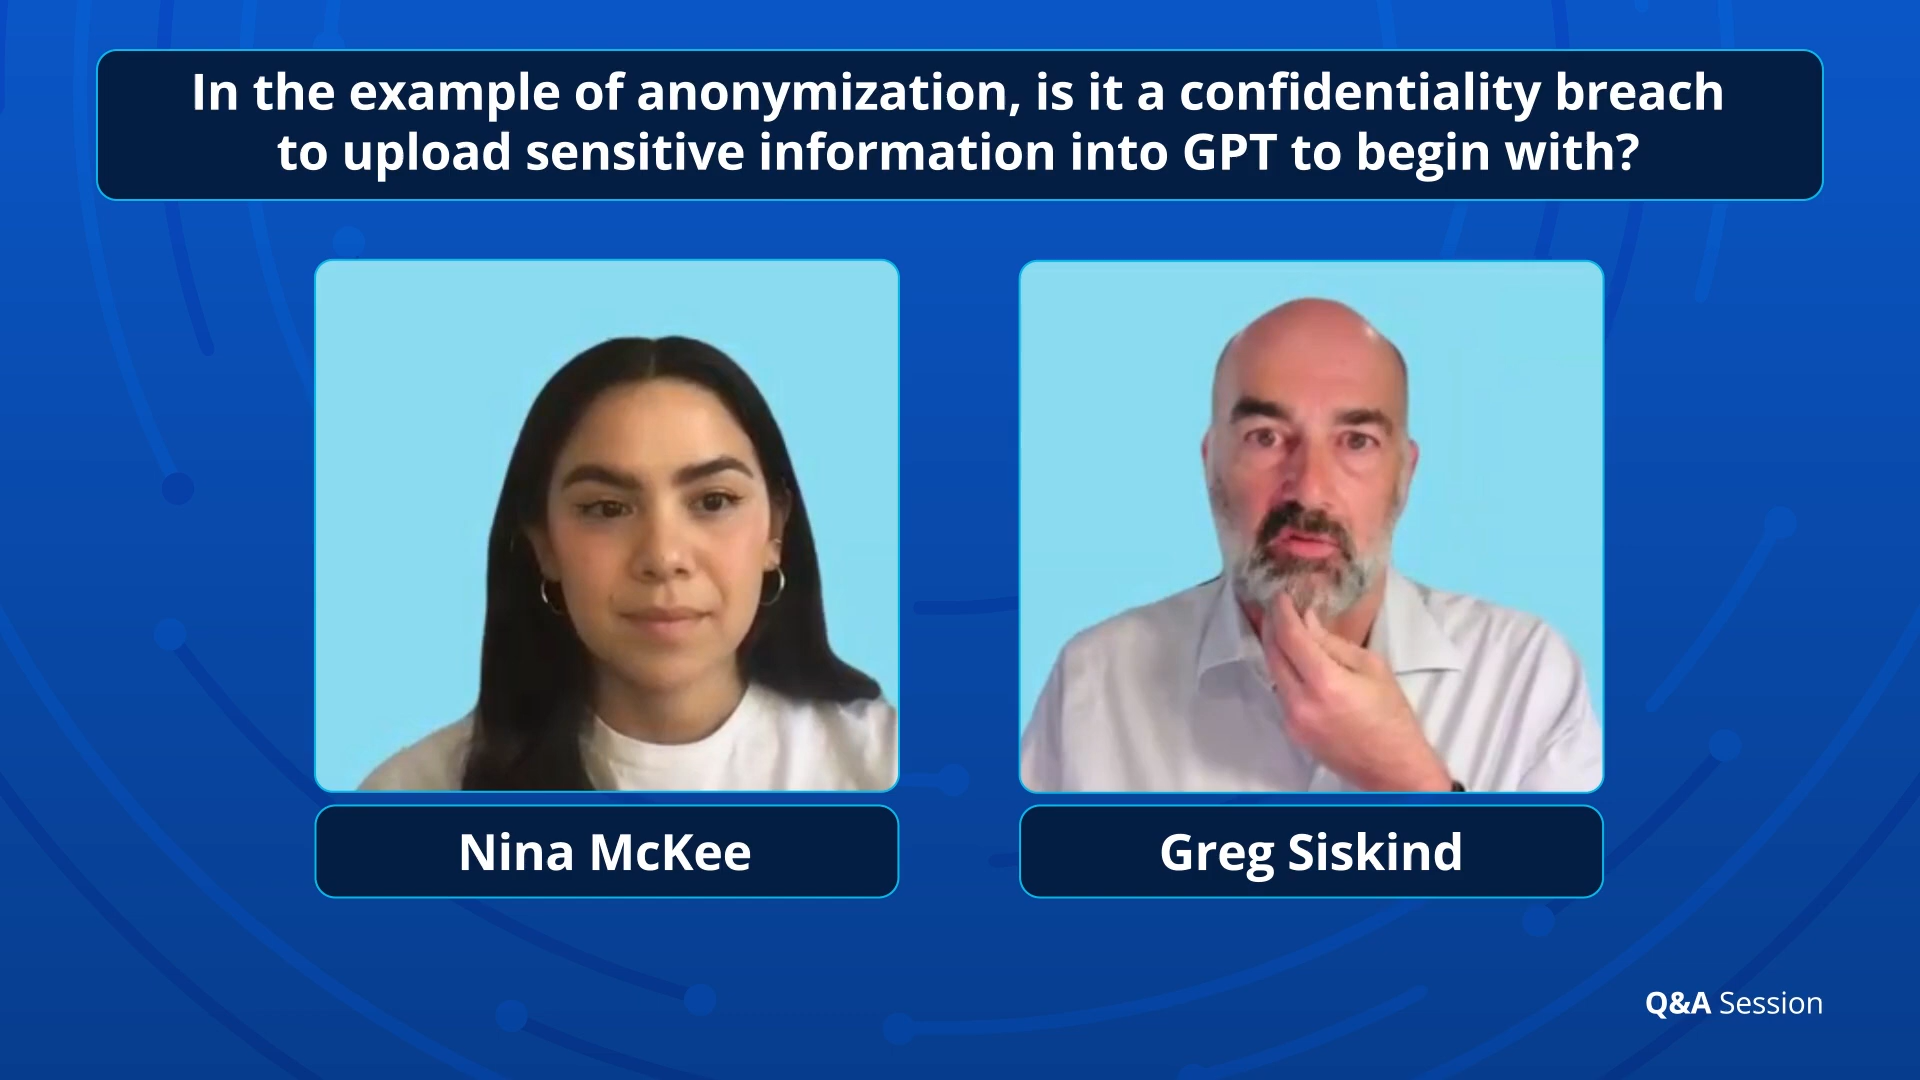 In the example of anonymization, is it a confidentiality breach
to upload sensitive information into GPT to begin with?
Nina McKee
Greg Siskind
Q&A Session